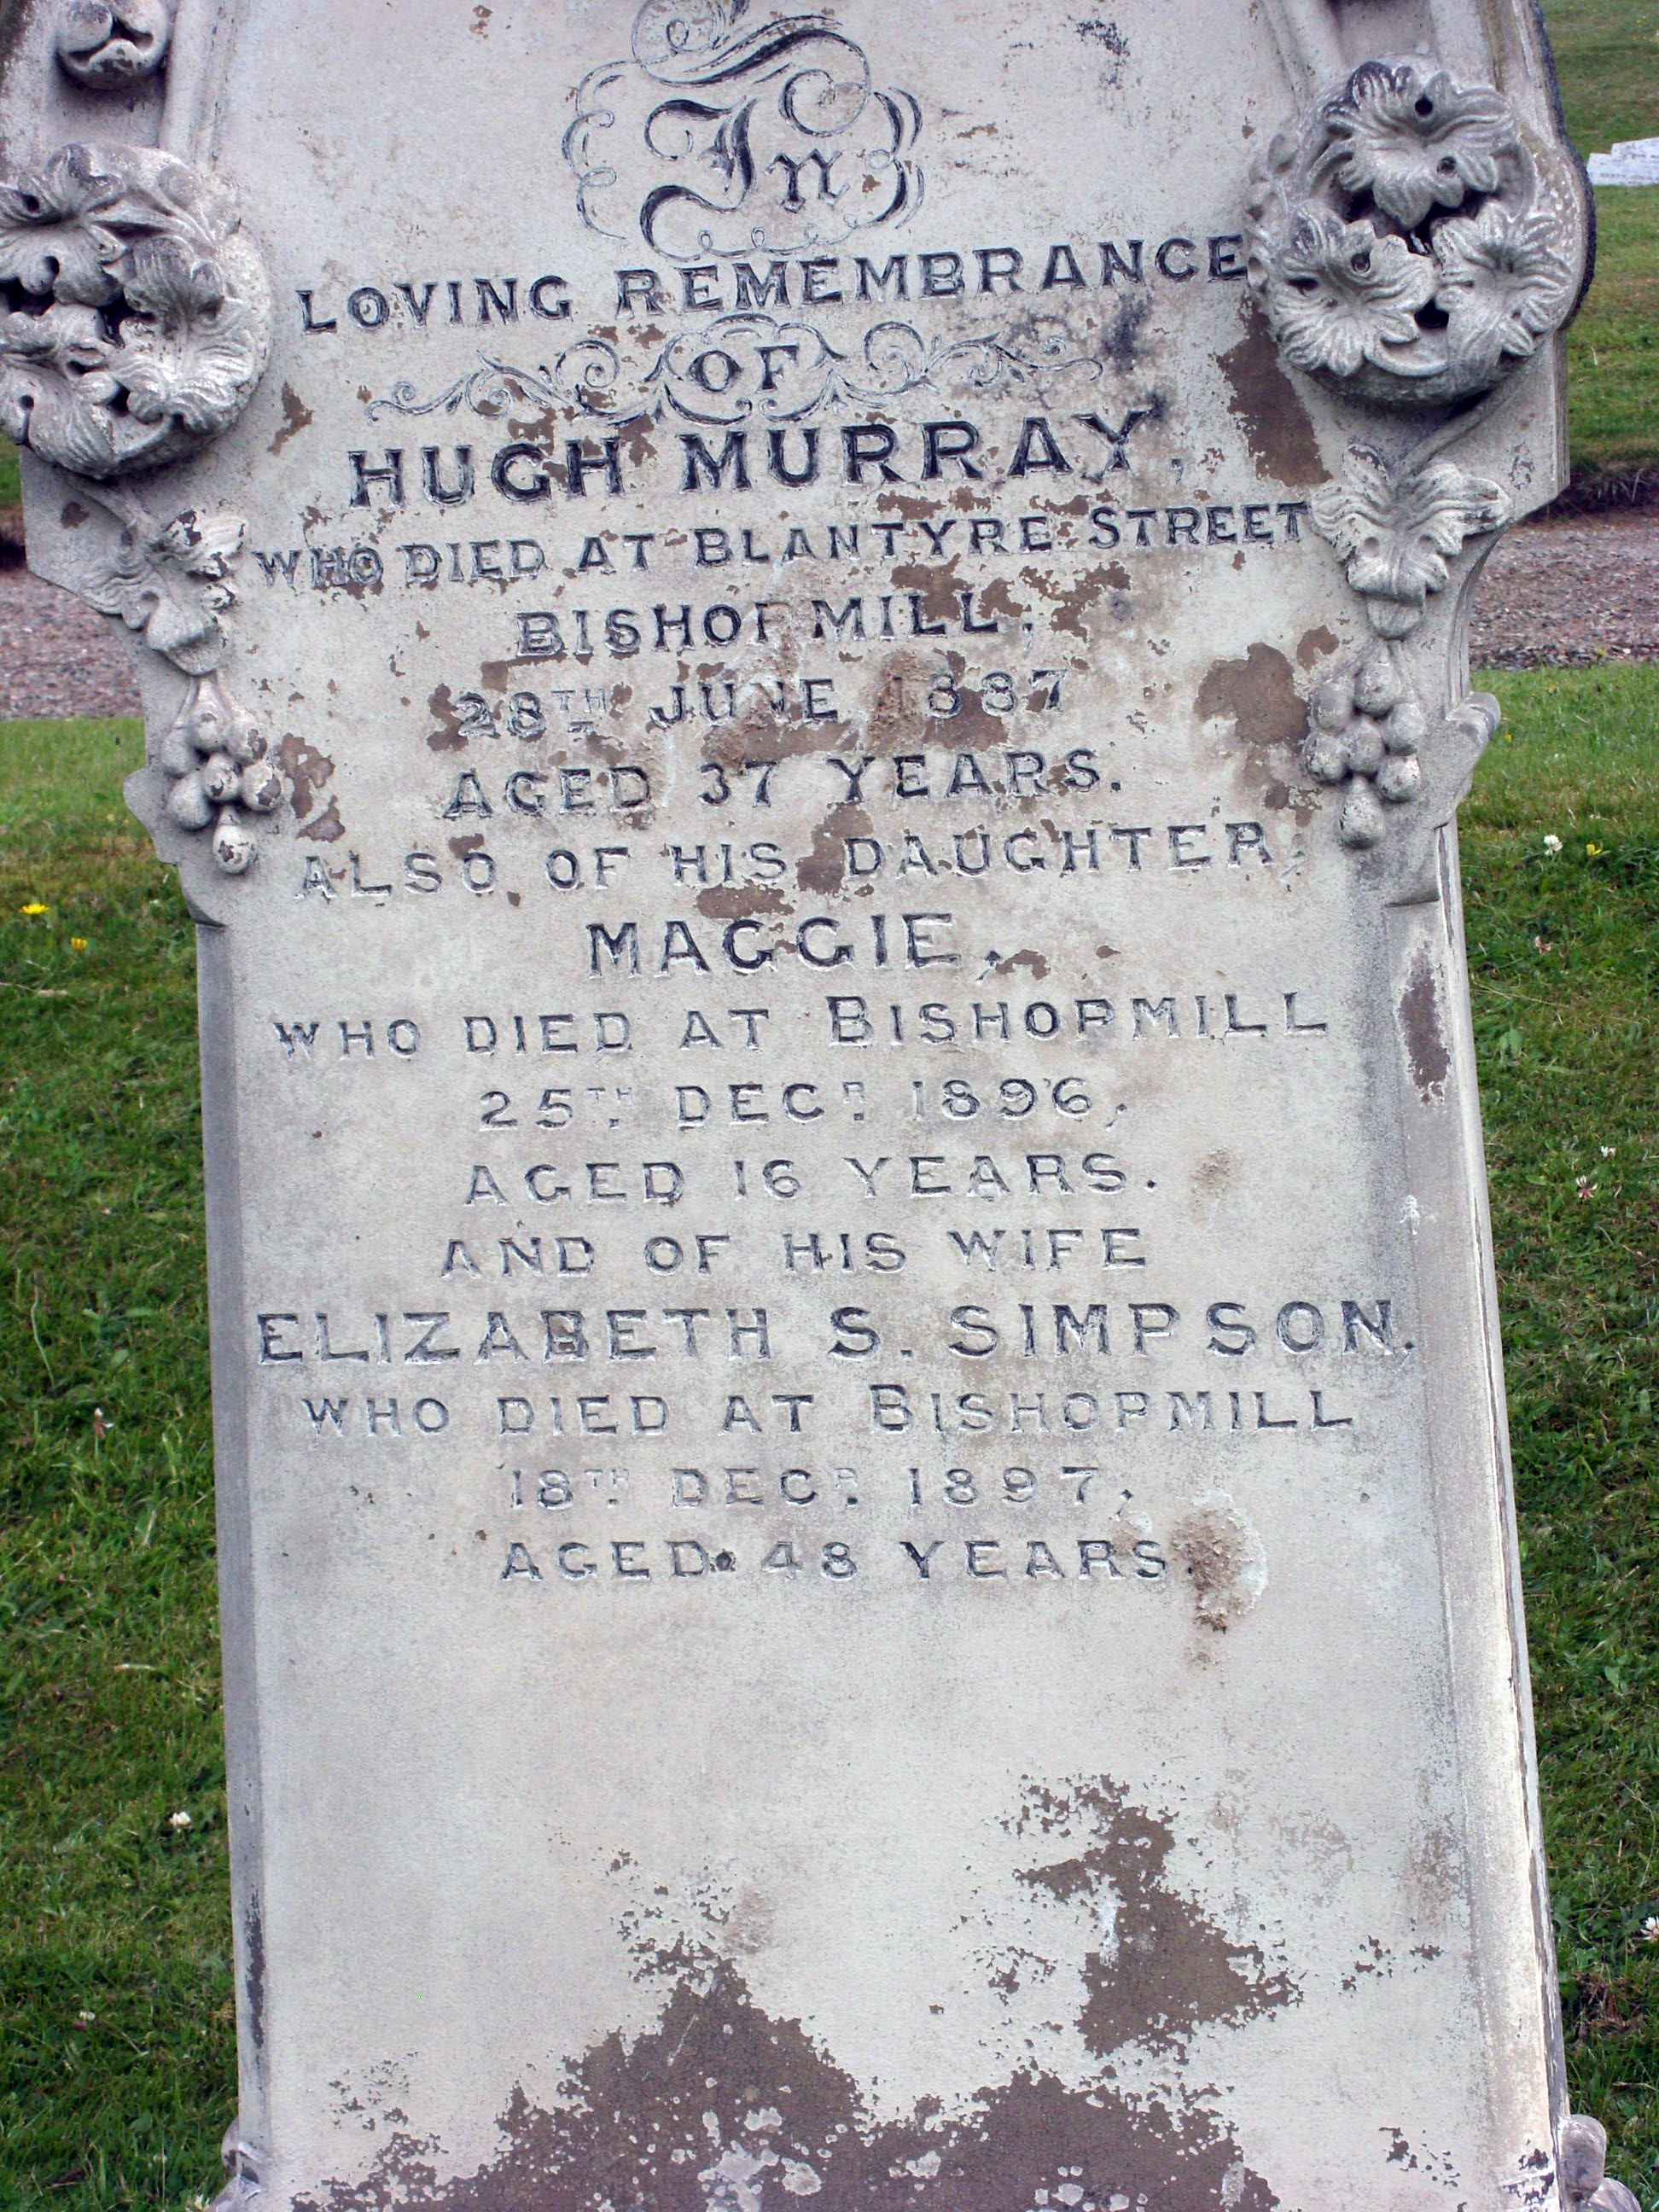 In
LOVING REMEMBRANCE
OF
HUGH MURRAY,
WHO DIED AT BLANTYRE STREET
BISHOPMILL,
28TH JUNE 1887
AGED 37 YEARS.
ALSO OF HIS DAUGHTER,
MAGGIE,
WHO DIED AT BISHOPMILL
25TH DECR 1896,
AGED 16 YEARS.
AND OF HIS WIFE
ELIZABETH S. SIMPSON.
WHO DIED AT BISHOPMILL
18TH DECR 1897,
AGED 48 YEARS.